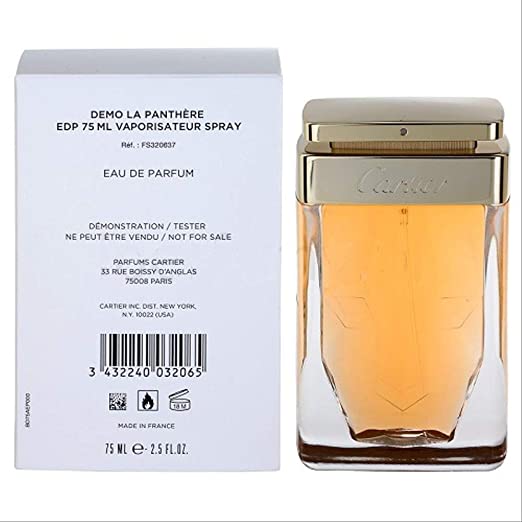 DEMO LA PANTHÈRE
EDP 75 ML VAPORISATEUR SPRAY
Réf. : FS320637
EAU DE PARFUM
DÉMONSTRATION / TESTER
NE PEUT ÊTRE VENDU / NOT FOR SALE
PARFUMS CARTIER
33 RUE BOISSY D'ANGLAS
75008 PARIS
CARTIER INC. DIST. NEW YORK,
N.Y. 10022 (USA)
3 432240 032065
18 M
MADE IN FRANCE
75 ML e - 2.5 FL.OZ.
Cartier